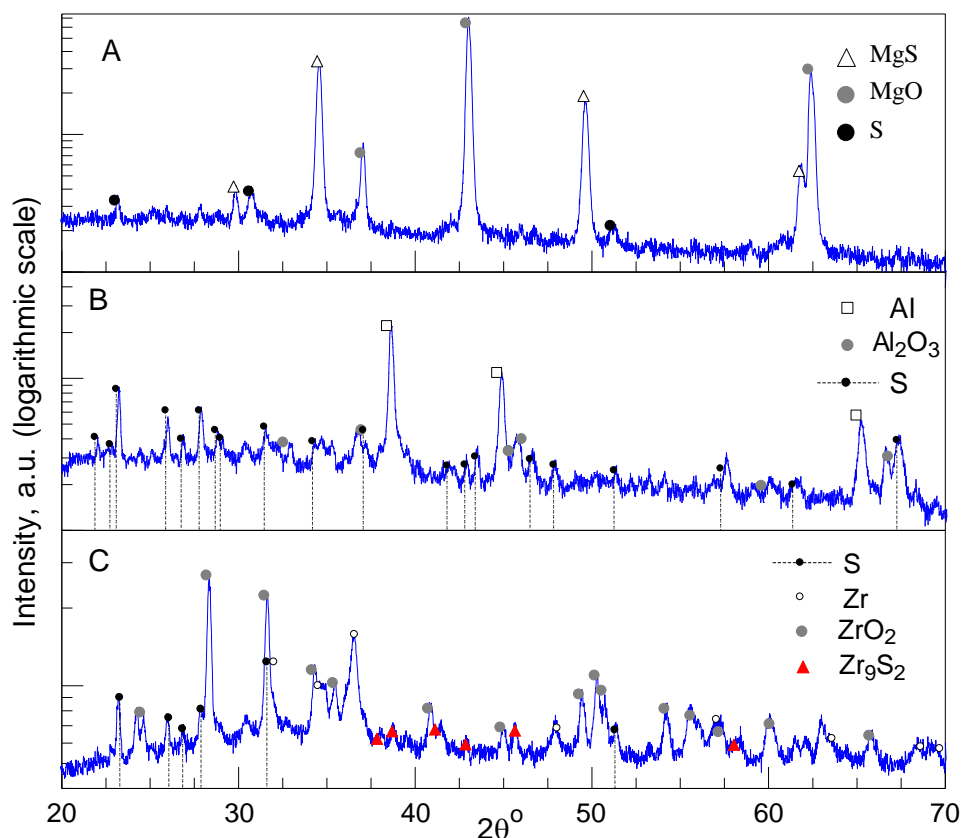 A
MgS
MgO
S
B
Al
Al₂O₃
S
C
S
Zr
ZrO₂
Zr₉S₂
Intensity, a.u. (logarithmic scale)
20 30 40 50 60 70
2θ°